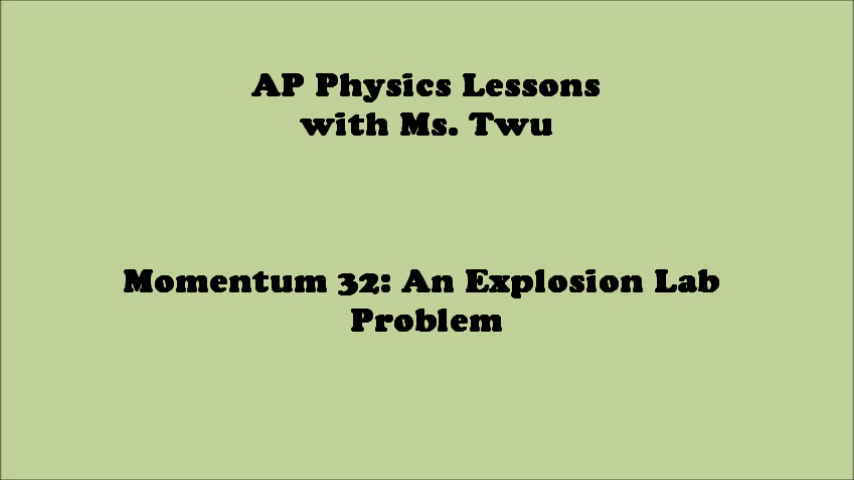 AP Physics Lessons
with Ms. Twu
Momentum 32: An Explosion Lab
Problem